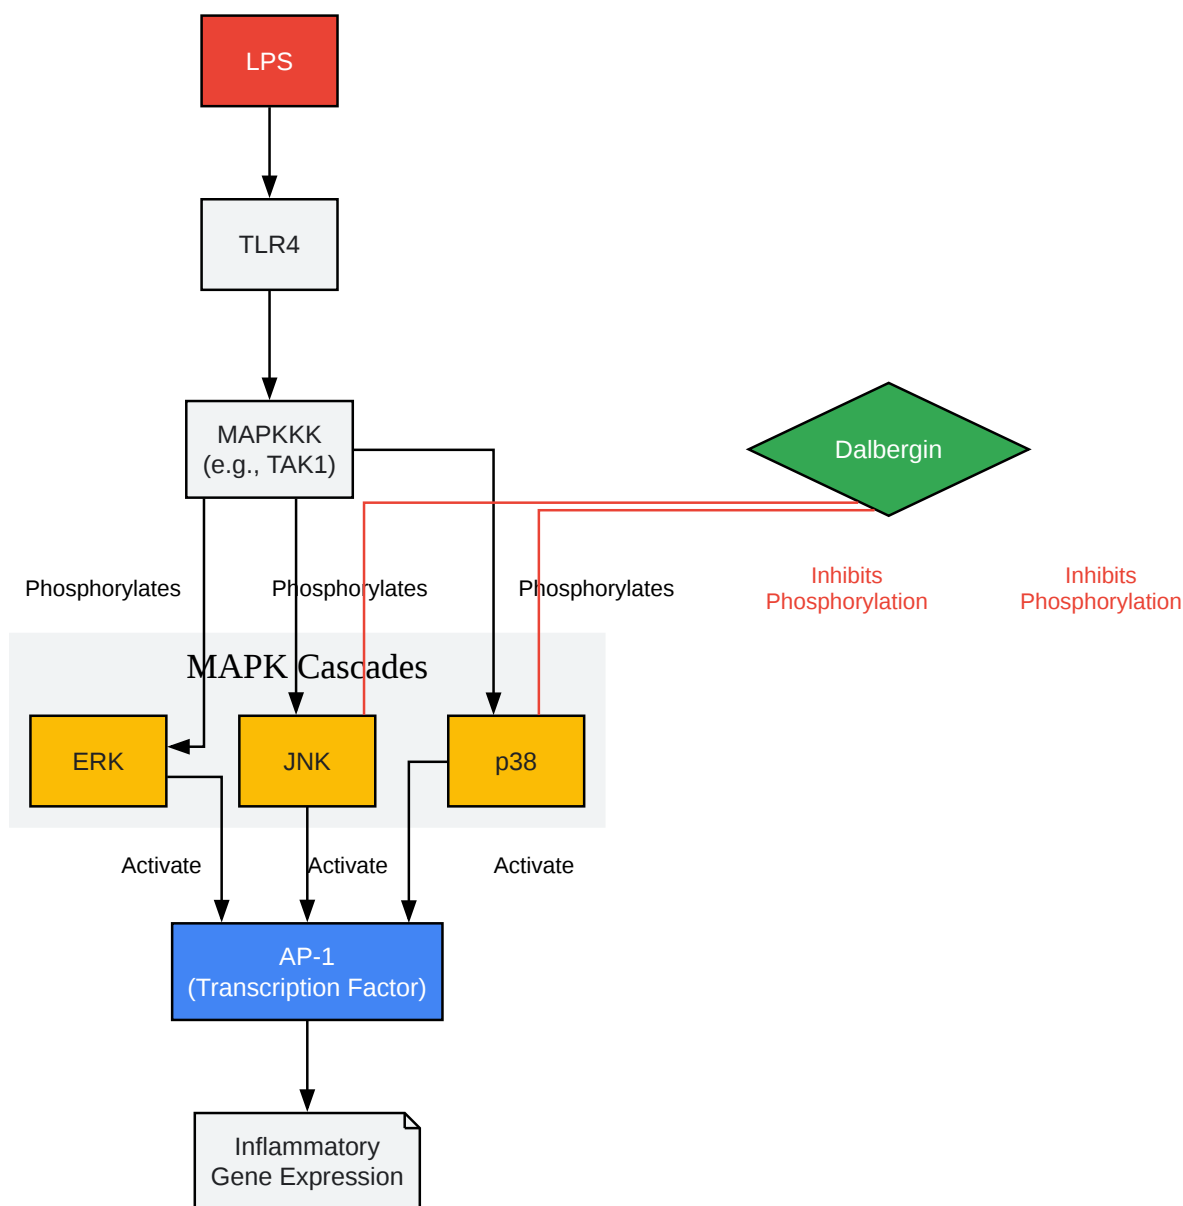 LPS
TLR4
MAPKKK
(e.g., TAK1)
Dalbergin
Phosphorylates
Phosphorylates
Phosphorylates
Inhibits
Phosphorylation
Inhibits
Phosphorylation
MAPK Cascades
ERK
JNK
p38
Activate
Activate
Activate
AP-1
(Transcription Factor)
Inflammatory
Gene Expression